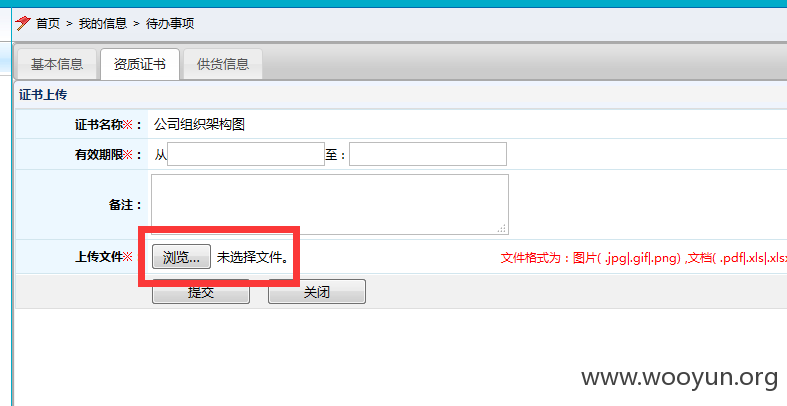 首页 > 我的信息 > 待办事项
基本信息 资质证书 供货信息
证书上传
证书名称※： 公司组织架构图
有效期限※： 从 至：
备注：
上传文件※ 浏览... 未选择文件。 文件格式为：图片( .jpg|.gif|.png) ,文档( .pdf|.xls|.xlsx
提交 关闭
www.wooyun.org